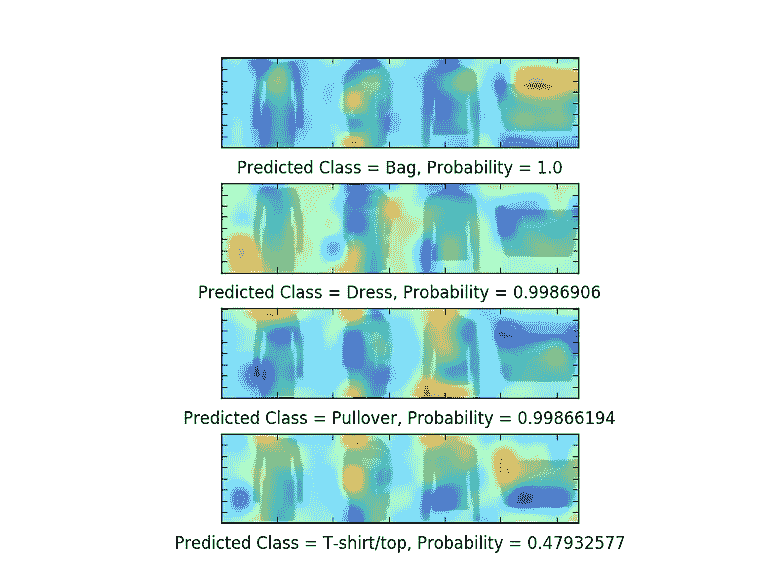 Predicted Class = Bag, Probability = 1.0
Predicted Class = Dress, Probability = 0.9986906
Predicted Class = Pullover, Probability = 0.99866194
Predicted Class = T-shirt/top, Probability = 0.47932577